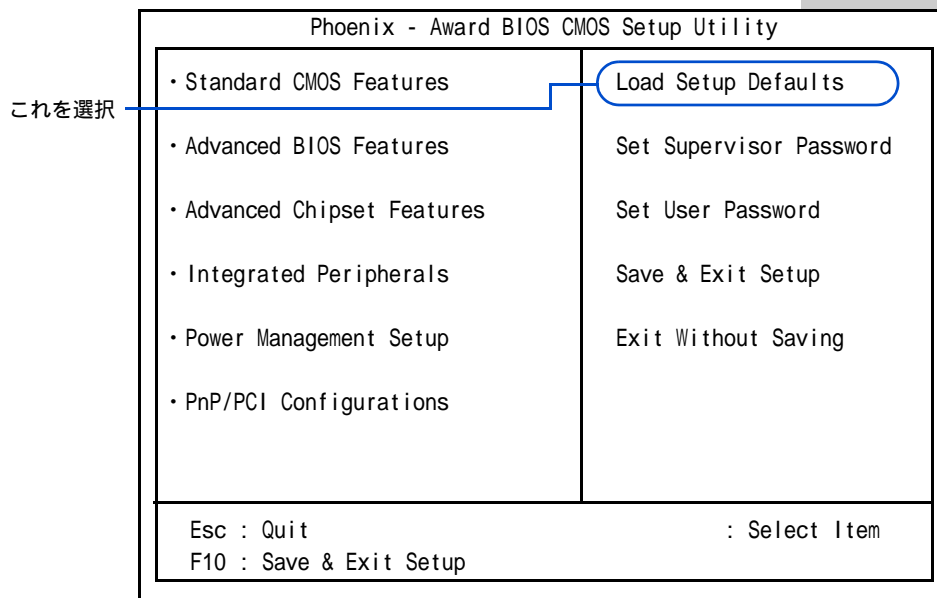 Phoenix - Award BIOS CMOS Setup Utility
・Standard CMOS Features
・Advanced BIOS Features
・Advanced Chipset Features
・Integrated Peripherals
・Power Management Setup
・PnP/PCI Configurations
Load Setup Defaults
Set Supervisor Password
Set User Password
Save & Exit Setup
Exit Without Saving
これを選択
Esc : Quit
: Select Item
F10 : Save & Exit Setup